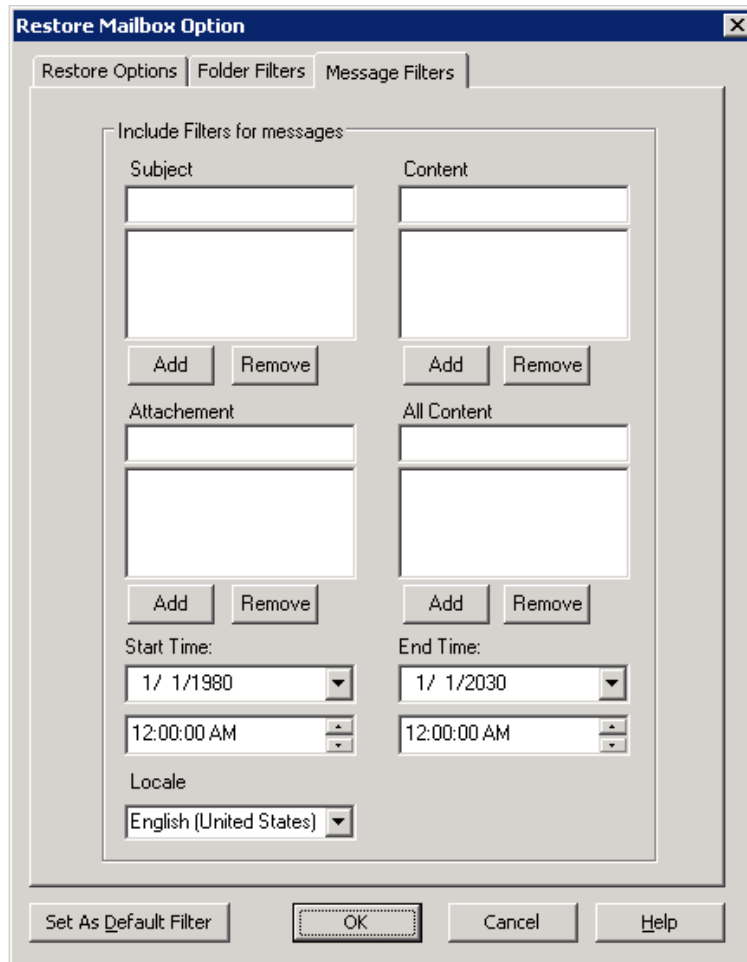 Restore Mailbox Option
Restore Options Folder Filters Message Filters
Include Filters for messages
Subject Content
Add Remove Add Remove
Attachement All Content
Add Remove Add Remove
Start Time: End Time:
1/ 1/1980 1/ 1/2030
12:00:00 AM 12:00:00 AM
Locale
English (United States)
Set As Default Filter OK Cancel Help